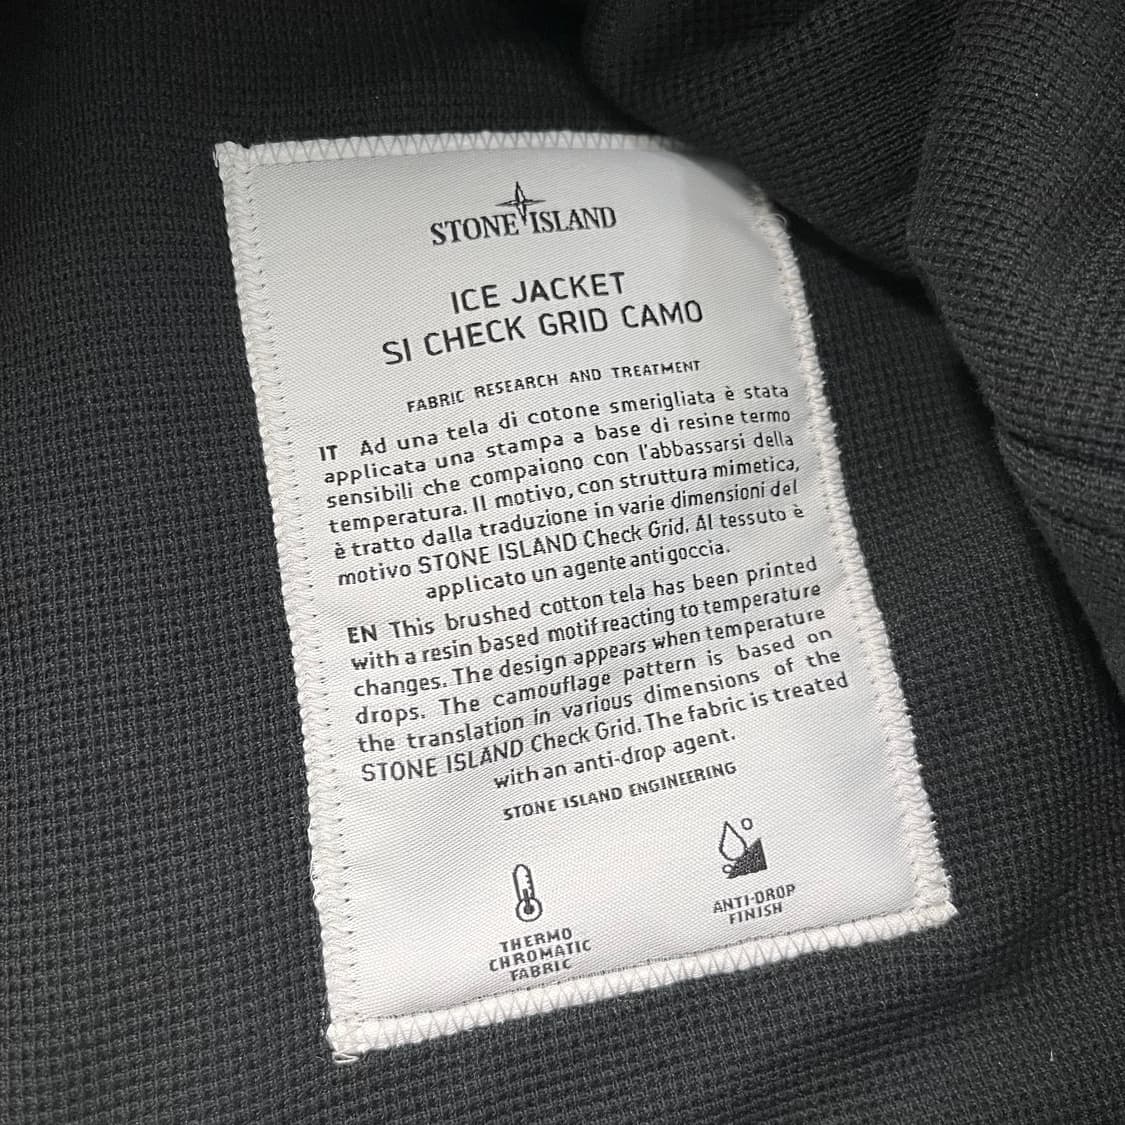 STONE ISLAND
ICE JACKET
SI CHECK GRID CAMO
FABRIC RESEARCH AND TREATMENT
IT Ad una tela di cotone smerigliata è stata
applicata una stampa a base di resine termo
sensibili che compaiono con l'abbassarsi della
temperatura. Il motivo, con struttura mimetica,
è tratto dalla traduzione in varie dimensioni del
motivo STONE ISLAND Check Grid. Al tessuto è
applicato un agente antigoccia.
EN This brushed cotton tela has been printed
with a resin based motif reacting to temperature
changes. The design appears when temperature
drops. The camouflage pattern is based on
the translation in various dimensions of the
STONE ISLAND Check Grid. The fabric is treated
with an anti-drop agent.
STONE ISLAND ENGINEERING
THERMO
CHROMATIC
FABRIC
ANTI-DROP
FINISH